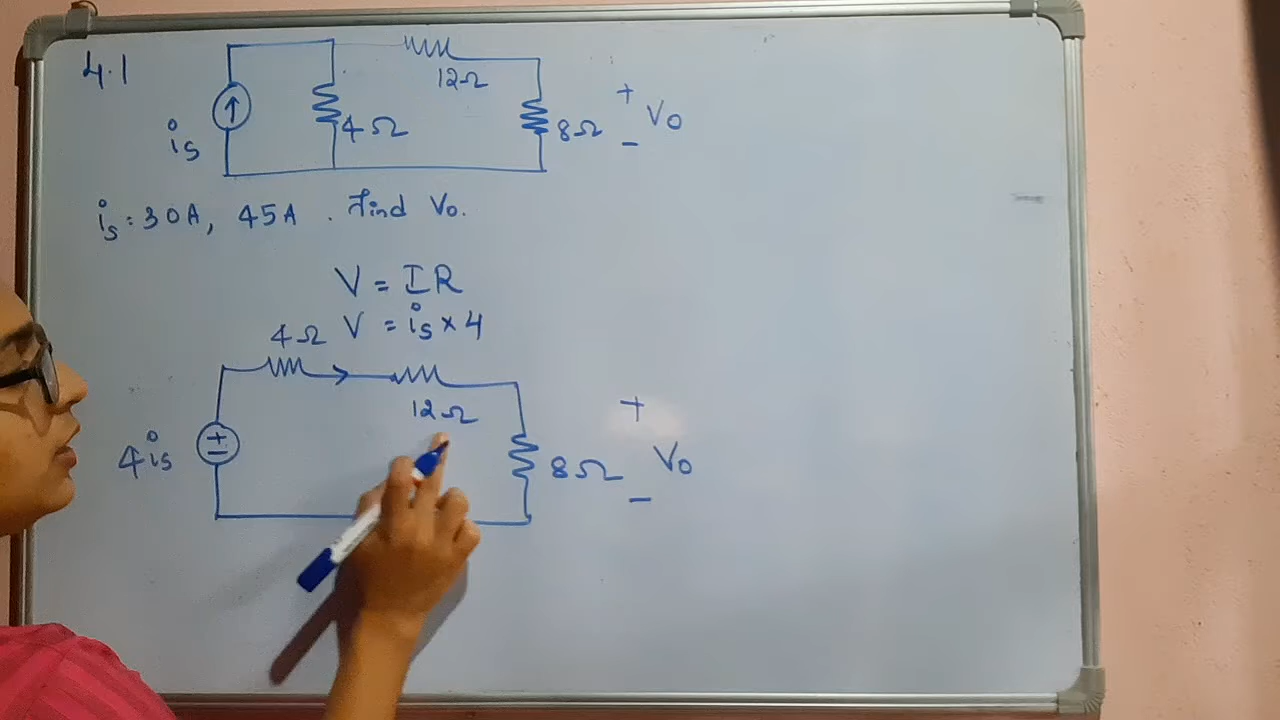 4.1
12Ω
4Ω
8Ω
+
Vo
-
is
is:30A, 45A. Find Vo.
V = IR
V = is×4
4Ω
12Ω
4is
+
-
8Ω
+
Vo
-